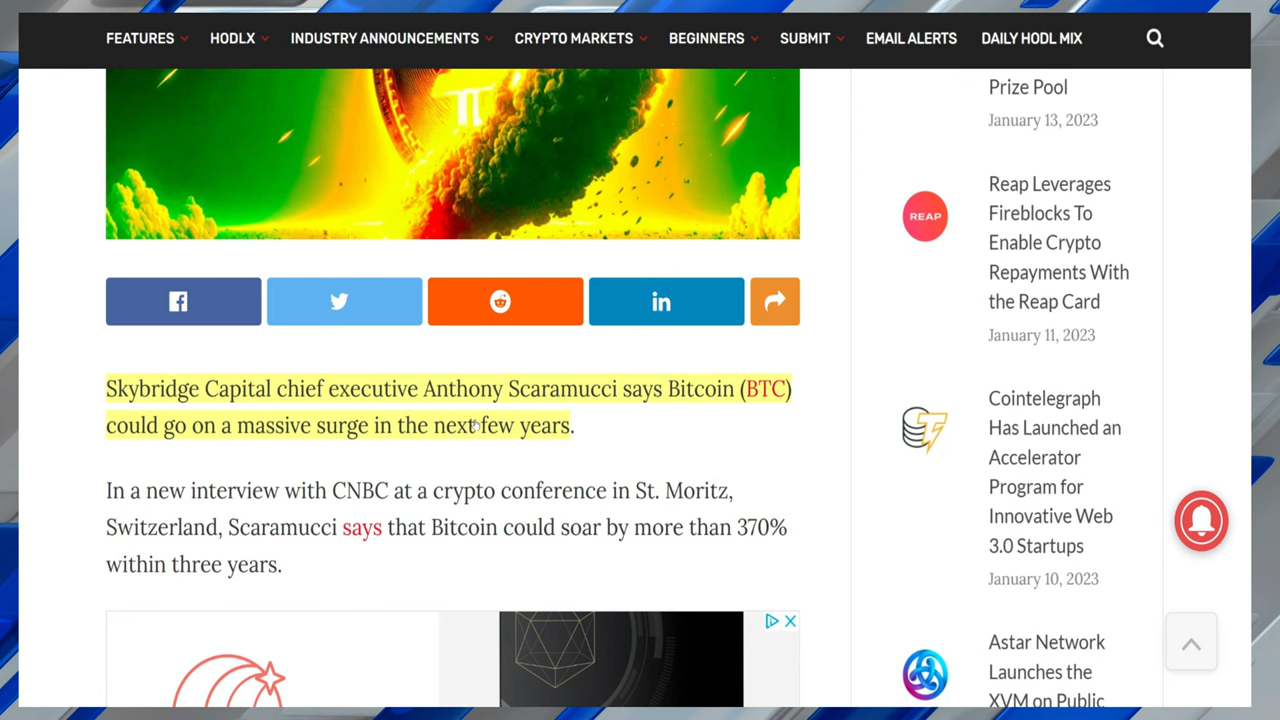 FEATURES HODLX INDUSTRY ANNOUNCEMENTS CRYPTO MARKETS BEGINNERS SUBMIT EMAIL ALERTS DAILY HODL MIX
Skybridge Capital chief executive Anthony Scaramucci says Bitcoin (BTC)
could go on a massive surge in the next few years.
In a new interview with CNBC at a crypto conference in St. Moritz,
Switzerland, Scaramucci says that Bitcoin could soar by more than 370%
within three years.
Prize Pool
January 13, 2023
REAP
Reap Leverages
Fireblocks To
Enable Crypto
Repayments With
the Reap Card
January 11, 2023
Cointelegraph
Has Launched an
Accelerator
Program for
Innovative Web
3.0 Startups
January 10, 2023
Astar Network
Launches the
XVM on Public